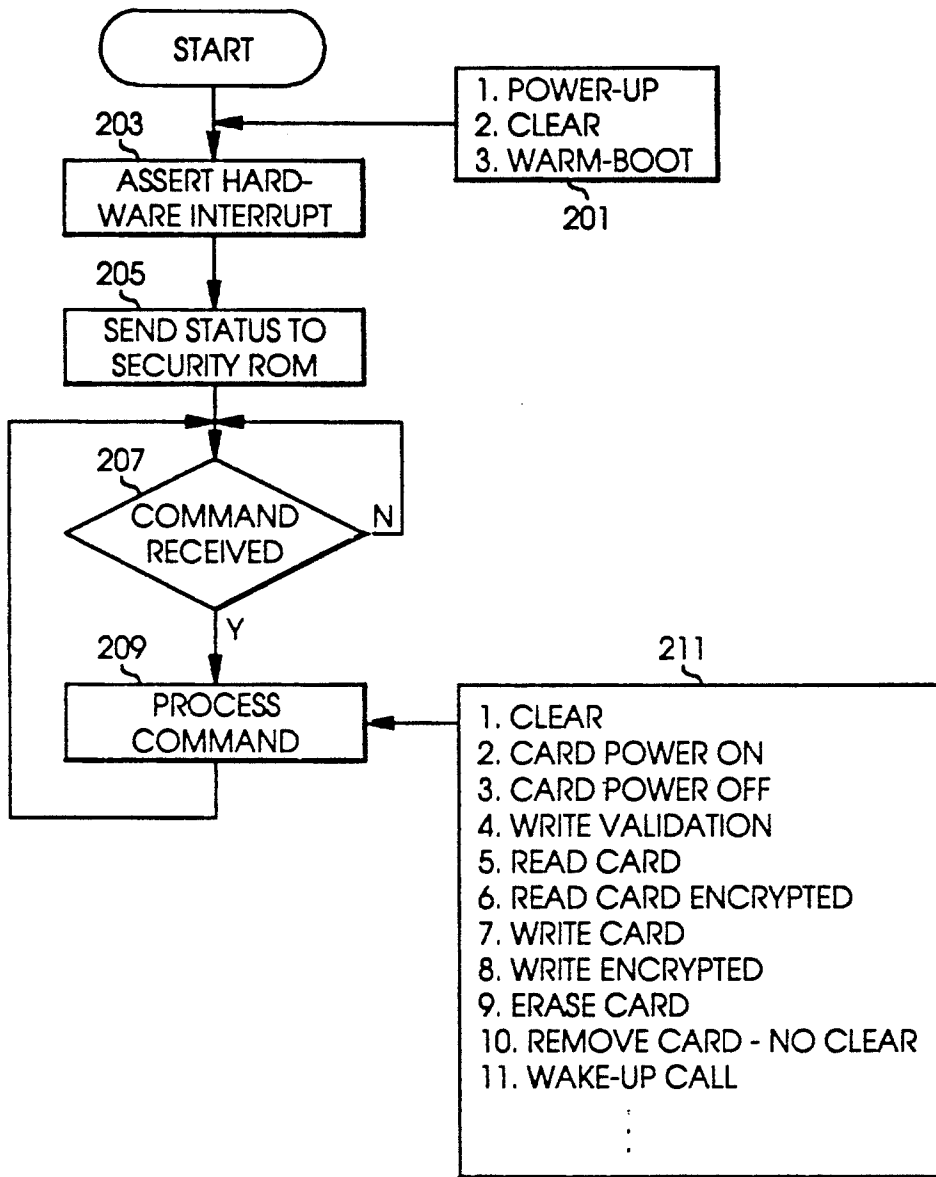 START
1. POWER-UP
2. CLEAR
3. WARM-BOOT
201
203
ASSERT HARD-
WARE INTERRUPT
205
SEND STATUS TO
SECURITY ROM
207
COMMAND
RECEIVED
N
Y
209
PROCESS
COMMAND
211
1. CLEAR
2. CARD POWER ON
3. CARD POWER OFF
4. WRITE VALIDATION
5. READ CARD
6. READ CARD ENCRYPTED
7. WRITE CARD
8. WRITE ENCRYPTED
9. ERASE CARD
10. REMOVE CARD - NO CLEAR
11. WAKE-UP CALL